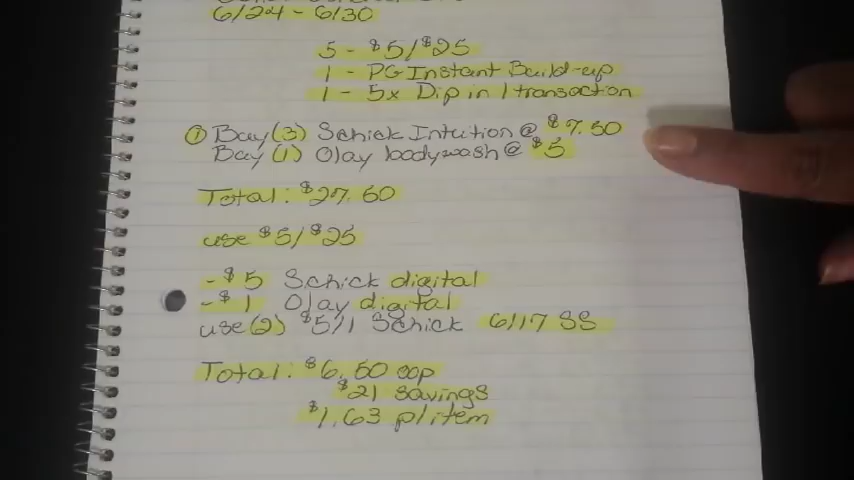 6/24 - 6/30
5 - $5/$25
1 - PG Instant Build-up
1 - 5x Dip in 1 transaction
① Bay (3) Schick Intuition @ $7.50
Bay (1) Olay bodywash @ $5
Total: $27.50
use $5/$25
- $5 Schick digital
- $1 Olay digital
use (2) $5/1 Schick 6/17 SS
Total: $6.50 oop
$21 savings
$1.63 p/item